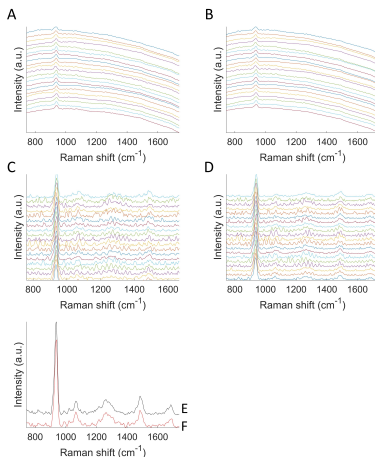 A
B
Intensity (a.u.)
Intensity (a.u.)
800 1000 1200 1400 1600
800 1000 1200 1400 1600
Raman shift (cm-1)
Raman shift (cm-1)
C
D
Intensity (a.u.)
Intensity (a.u.)
800 1000 1200 1400 1600
800 1000 1200 1400 1600
Raman shift (cm-1)
Raman shift (cm-1)
Intensity (a.u.)
E
F
800 1000 1200 1400 1600
Raman shift (cm-1)